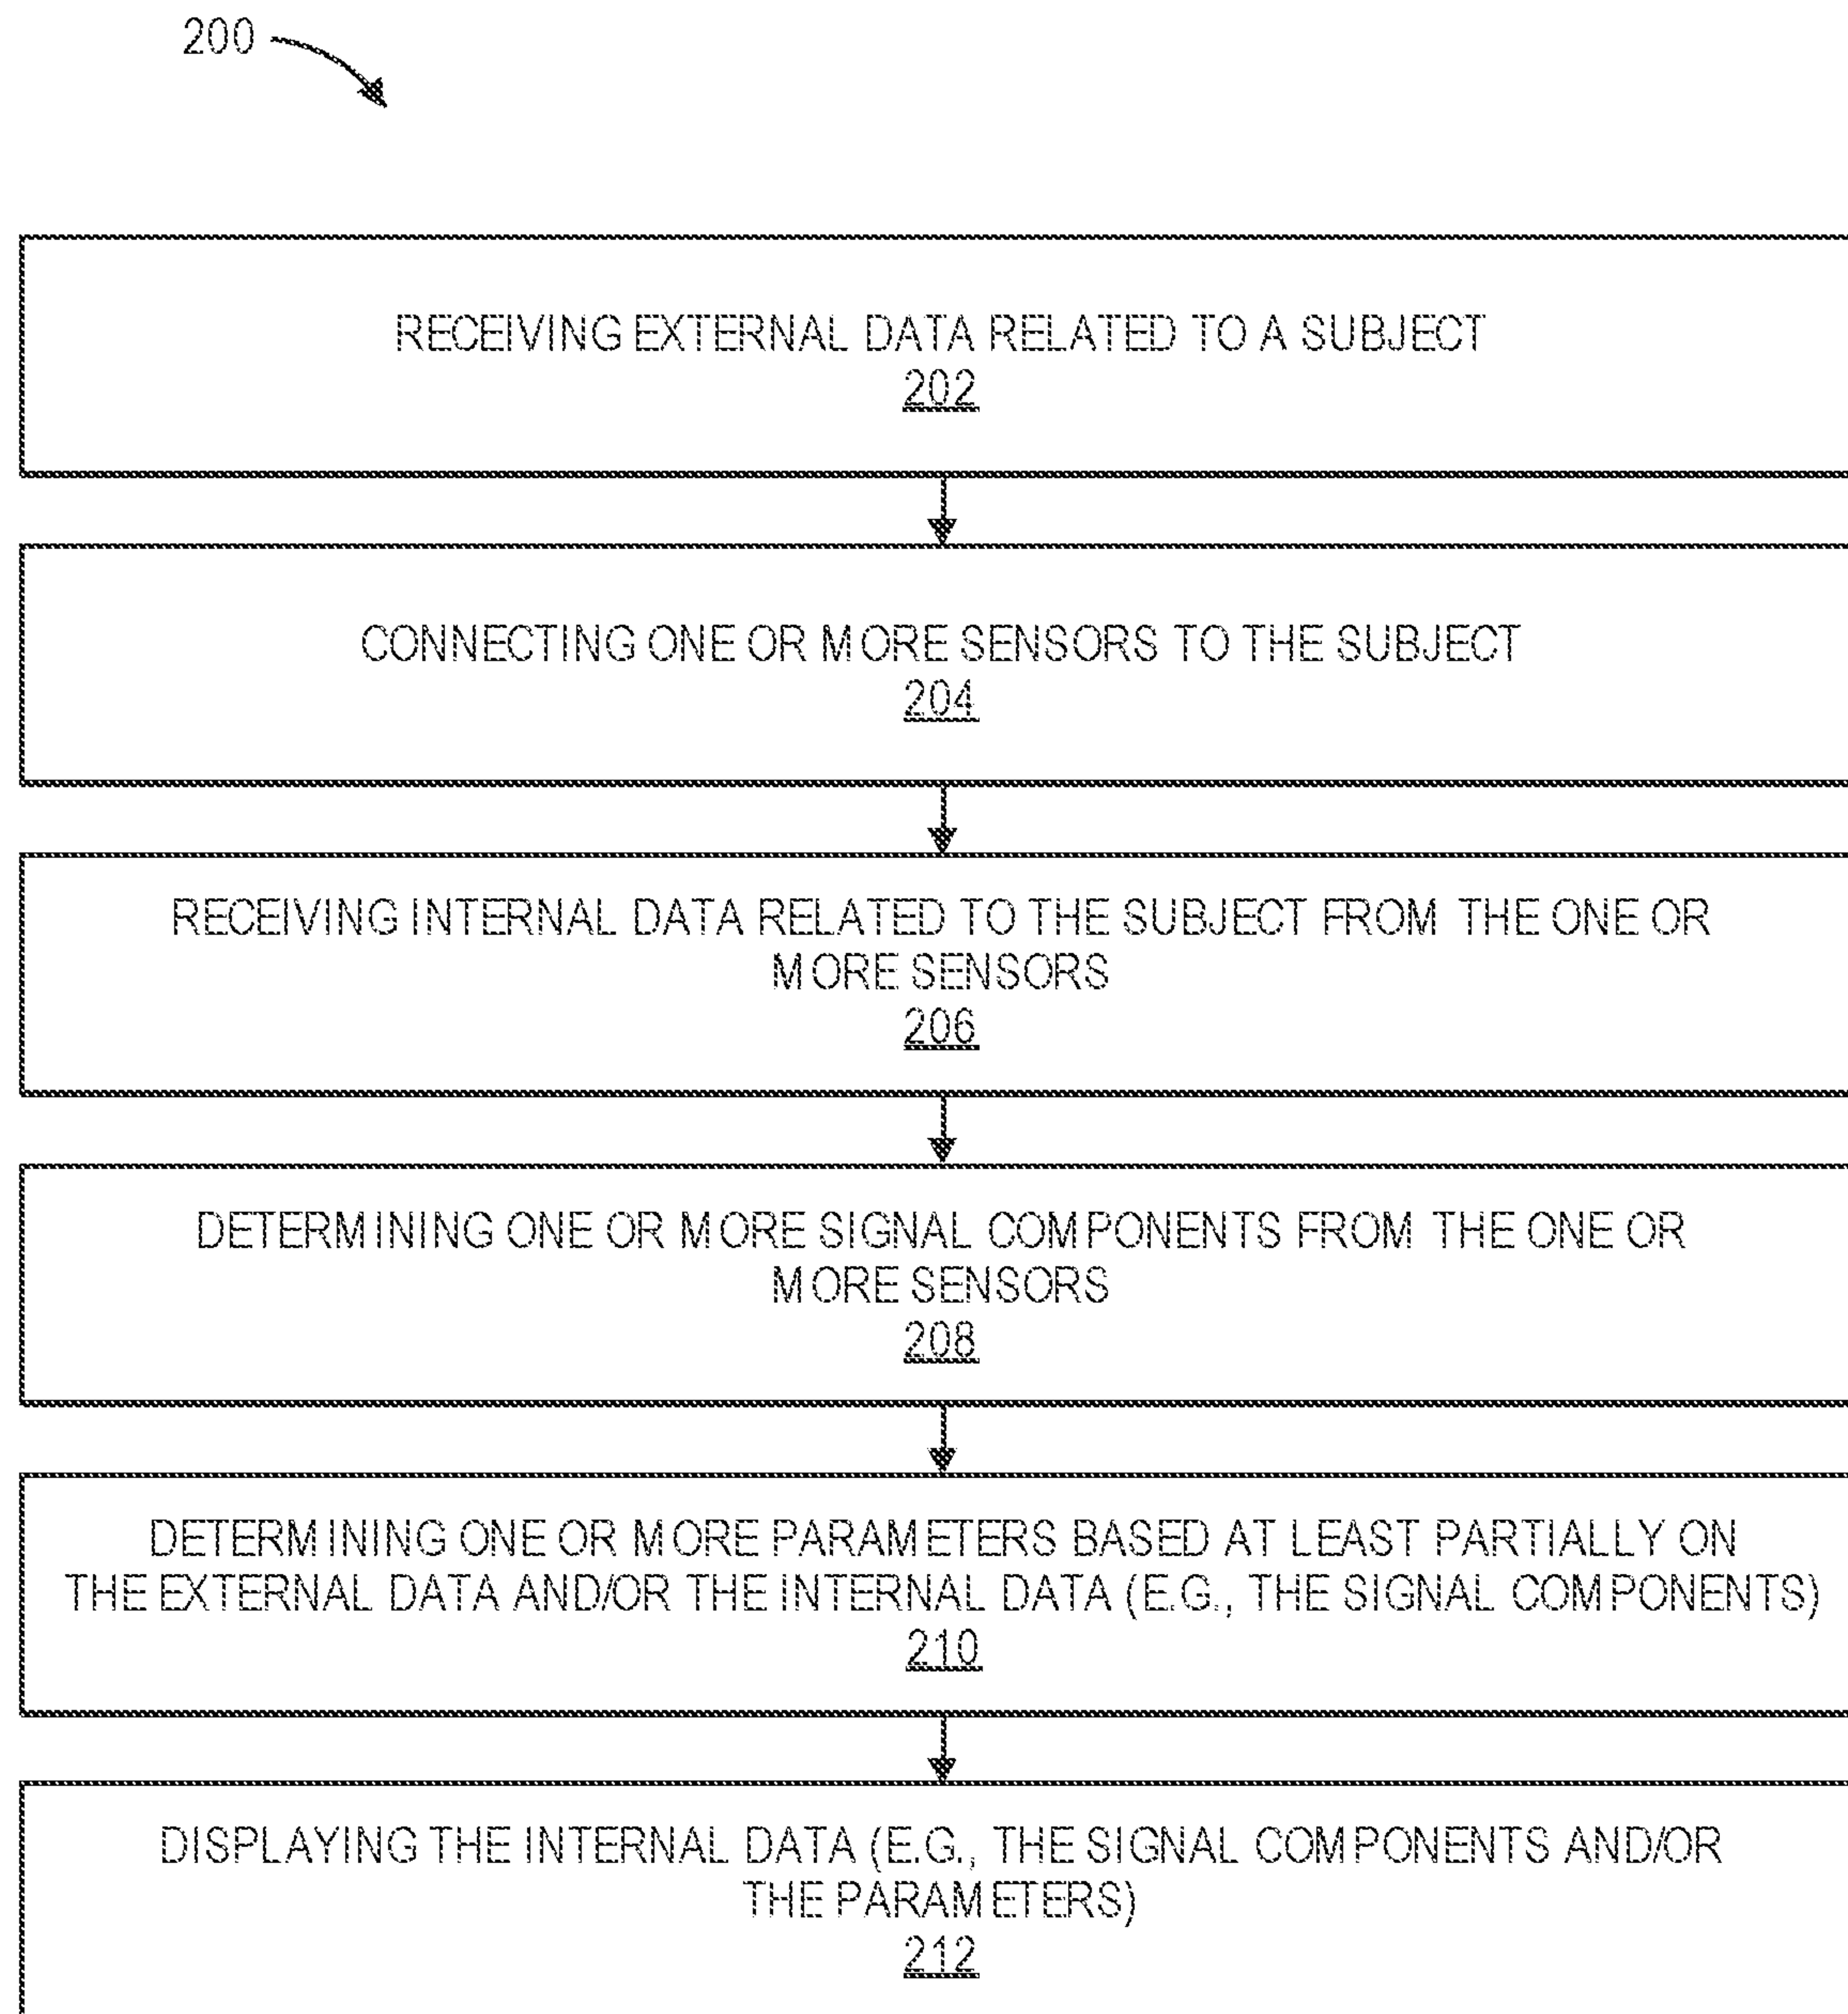 200
RECEIVING EXTERNAL DATA RELATED TO A SUBJECT
202
CONNECTING ONE OR MORE SENSORS TO THE SUBJECT
204
RECEIVING INTERNAL DATA RELATED TO THE SUBJECT FROM THE ONE OR
MORE SENSORS
206
DETERMINING ONE OR MORE SIGNAL COMPONENTS FROM THE ONE OR
MORE SENSORS
208
DETERMINING ONE OR MORE PARAMETERS BASED AT LEAST PARTIALLY ON
THE EXTERNAL DATA AND/OR THE INTERNAL DATA (E.G., THE SIGNAL COMPONENTS)
210
DISPLAYING THE INTERNAL DATA (E.G., THE SIGNAL COMPONENTS AND/OR
THE PARAMETERS)
212